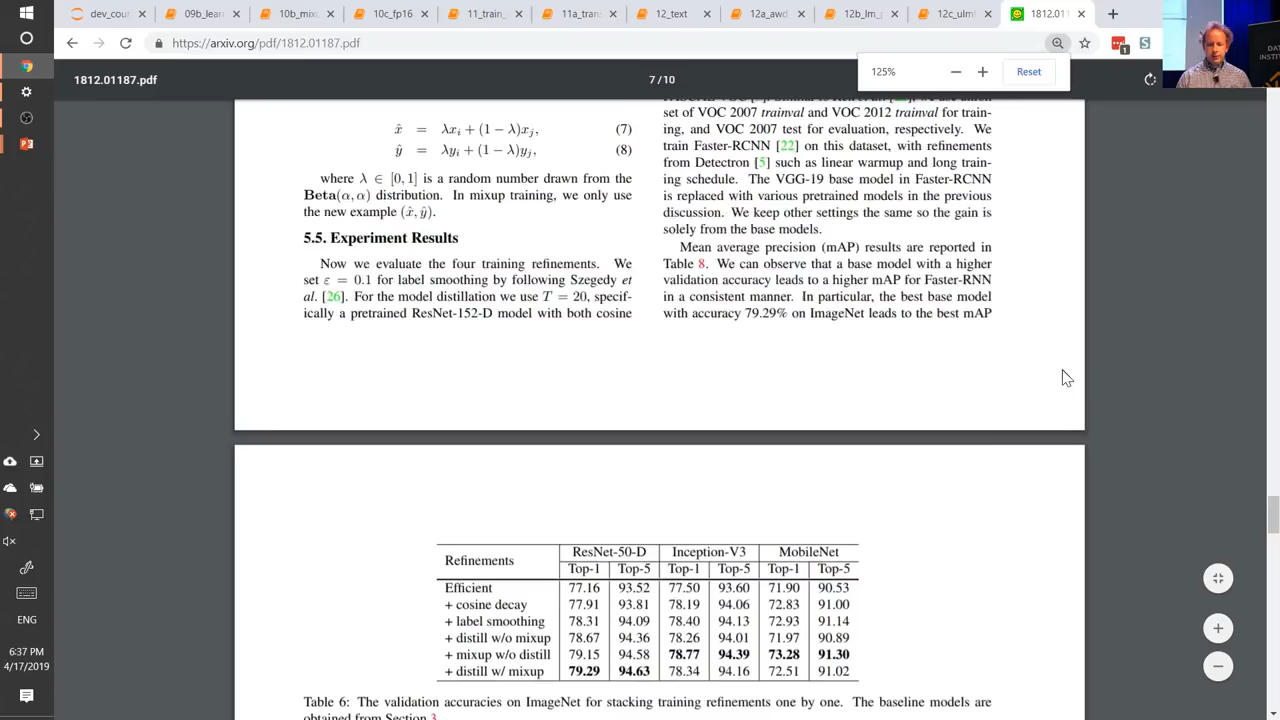 dev_cour
09b_learn
10b_mixu
10c_fp16
11_train_
11a_trans
12_text
12a_awd
12b_lm_p
12c_ulmf
1812.0118
https://arxiv.org/pdf/1812.01187.pdf
125%
Reset
1812.01187.pdf
7 / 10
x̂ = λxi + (1 − λ)xj, (7)
ŷ = λyi + (1 − λ)yj, (8)
where λ ∈ [0, 1] is a random number drawn from the
Beta(α, α) distribution. In mixup training, we only use
the new example (x̂, ŷ).
5.5. Experiment Results
Now we evaluate the four training refinements. We
set ε = 0.1 for label smoothing by following Szegedy et
al. [26]. For the model distillation we use T = 20, specif-
ically a pretrained ResNet-152-D model with both cosine
set of VOC 2007 trainval and VOC 2012 trainval for train-
ing, and VOC 2007 test for evaluation, respectively. We
train Faster-RCNN [22] on this dataset, with refinements
from Detectron [5] such as linear warmup and long train-
ing schedule. The VGG-19 base model in Faster-RCNN
is replaced with various pretrained models in the previous
discussion. We keep other settings the same so the gain is
solely from the base models.
Mean average precision (mAP) results are reported in
Table 8. We can observe that a base model with a higher
validation accuracy leads to a higher mAP for Faster-RNN
in a consistent manner. In particular, the best base model
with accuracy 79.29% on ImageNet leads to the best mAP
Refinements ResNet-50-D Inception-V3 MobileNet
Top-1 Top-5 Top-1 Top-5 Top-1 Top-5
Efficient 77.16 93.52 77.50 93.60 71.90 90.53
+ cosine decay 77.91 93.81 78.19 94.06 72.83 91.00
+ label smoothing 78.31 94.09 78.40 94.13 72.93 91.14
+ distill w/o mixup 78.67 94.36 78.26 94.01 71.97 90.89
+ mixup w/o distill 79.15 94.58 78.77 94.39 73.28 91.30
+ distill w/ mixup 79.29 94.63 78.34 94.16 72.51 91.02
Table 6: The validation accuracies on ImageNet for stacking training refinements one by one. The baseline models are
obtained from Section 3.
ENG
6:37 PM
4/17/2019